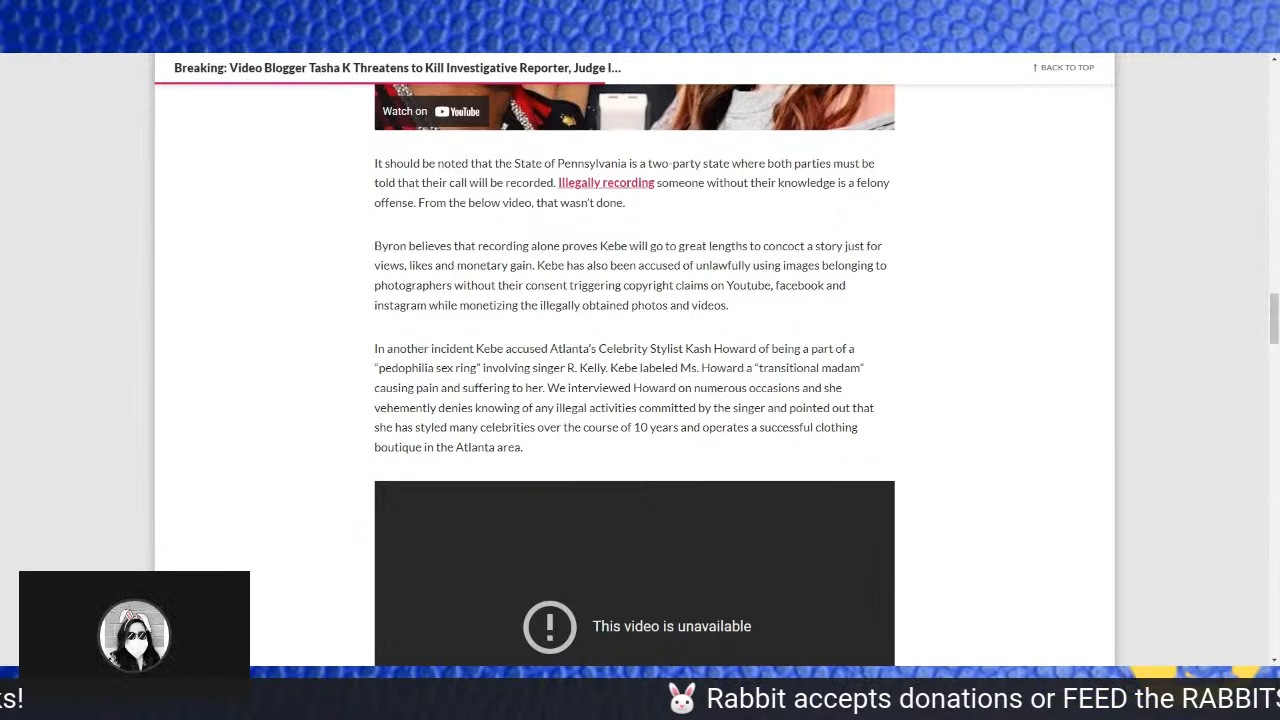 Breaking: Video Blogger Tasha K Threatens to Kill Investigative Reporter, Judge I...
↑ BACK TO TOP
Watch on YouTube
It should be noted that the State of Pennsylvania is a two-party state where both parties must be
told that their call will be recorded. Illegally recording someone without their knowledge is a felony
offense. From the below video, that wasn't done.
Byron believes that recording alone proves Kebe will go to great lengths to concoct a story just for
views, likes and monetary gain. Kebe has also been accused of unlawfully using images belonging to
photographers without their consent triggering copyright claims on Youtube, facebook and
instagram while monetizing the illegally obtained photos and videos.
In another incident Kebe accused Atlanta's Celebrity Stylist Kash Howard of being a part of a
“pedophilia sex ring” involving singer R. Kelly. Kebe labeled Ms. Howard a “transitional madam”
causing pain and suffering to her. We interviewed Howard on numerous occasions and she
vehemently denies knowing of any illegal activities committed by the singer and pointed out that
she has styled many celebrities over the course of 10 years and operates a successful clothing
boutique in the Atlanta area.
This video is unavailable
ks! 🐰 Rabbit accepts donations or FEED the RABBITS